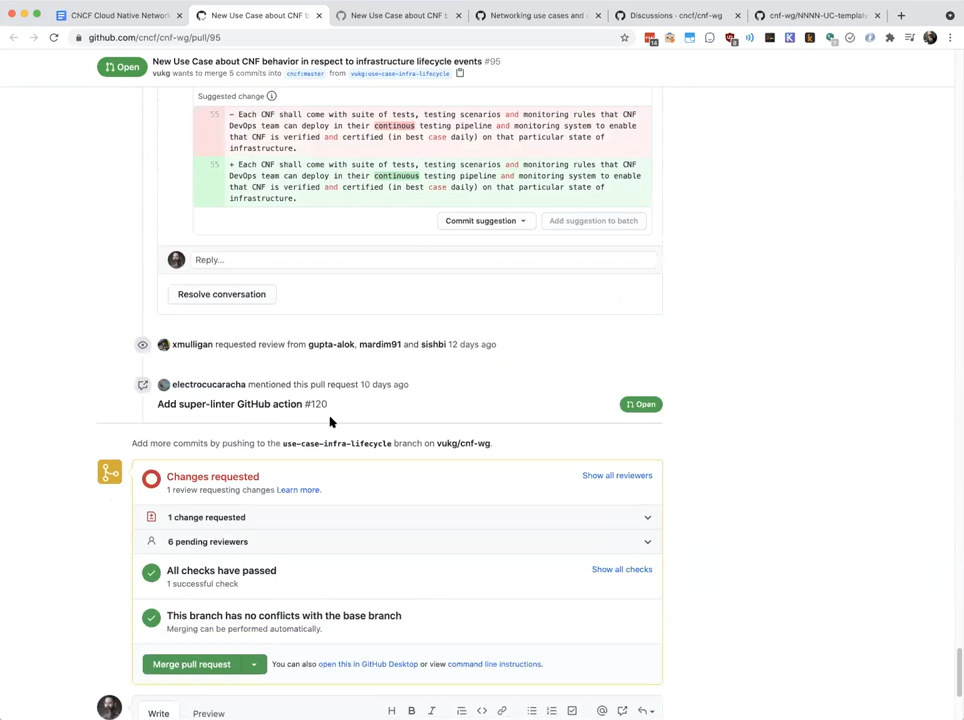 CNCF Cloud Native Network
New Use Case about CNF b
New Use Case about CNF b
Networking use cases and
Discussions · cncf/cnf-wg
cnf-wg/NNNN-UC-templat
github.com/cncf/cnf-wg/pull/95
Open
New Use Case about CNF behavior in respect to infrastructure lifecycle events #95
vukg wants to merge 5 commits into cncf:master from vukg:use-case-infra-lifecycle
Suggested change
55 - Each CNF shall come with suite of tests, testing scenarios and monitoring rules that CNF
DevOps team can deploy in their continous testing pipeline and monitoring system to enable
that CNF is verified and certified (in best case daily) on that particular state of
infrastructure.
55 + Each CNF shall come with suite of tests, testing scenarios and monitoring rules that CNF
DevOps team can deploy in their continuous testing pipeline and monitoring system to enable
that CNF is verified and certified (in best case daily) on that particular state of
infrastructure.
Commit suggestion
Add suggestion to batch
Reply...
Resolve conversation
xmulligan requested review from gupta-alok, mardim91 and sishbi 12 days ago
electrocucaracha mentioned this pull request 10 days ago
Add super-linter GitHub action #120
Open
Add more commits by pushing to the use-case-infra-lifecycle branch on vukg/cnf-wg.
Changes requested
Show all reviewers
1 review requesting changes Learn more.
1 change requested
6 pending reviewers
All checks have passed
Show all checks
1 successful check
This branch has no conflicts with the base branch
Merging can be performed automatically.
Merge pull request
You can also open this in GitHub Desktop or view command line instructions.
Write
Preview
H B I